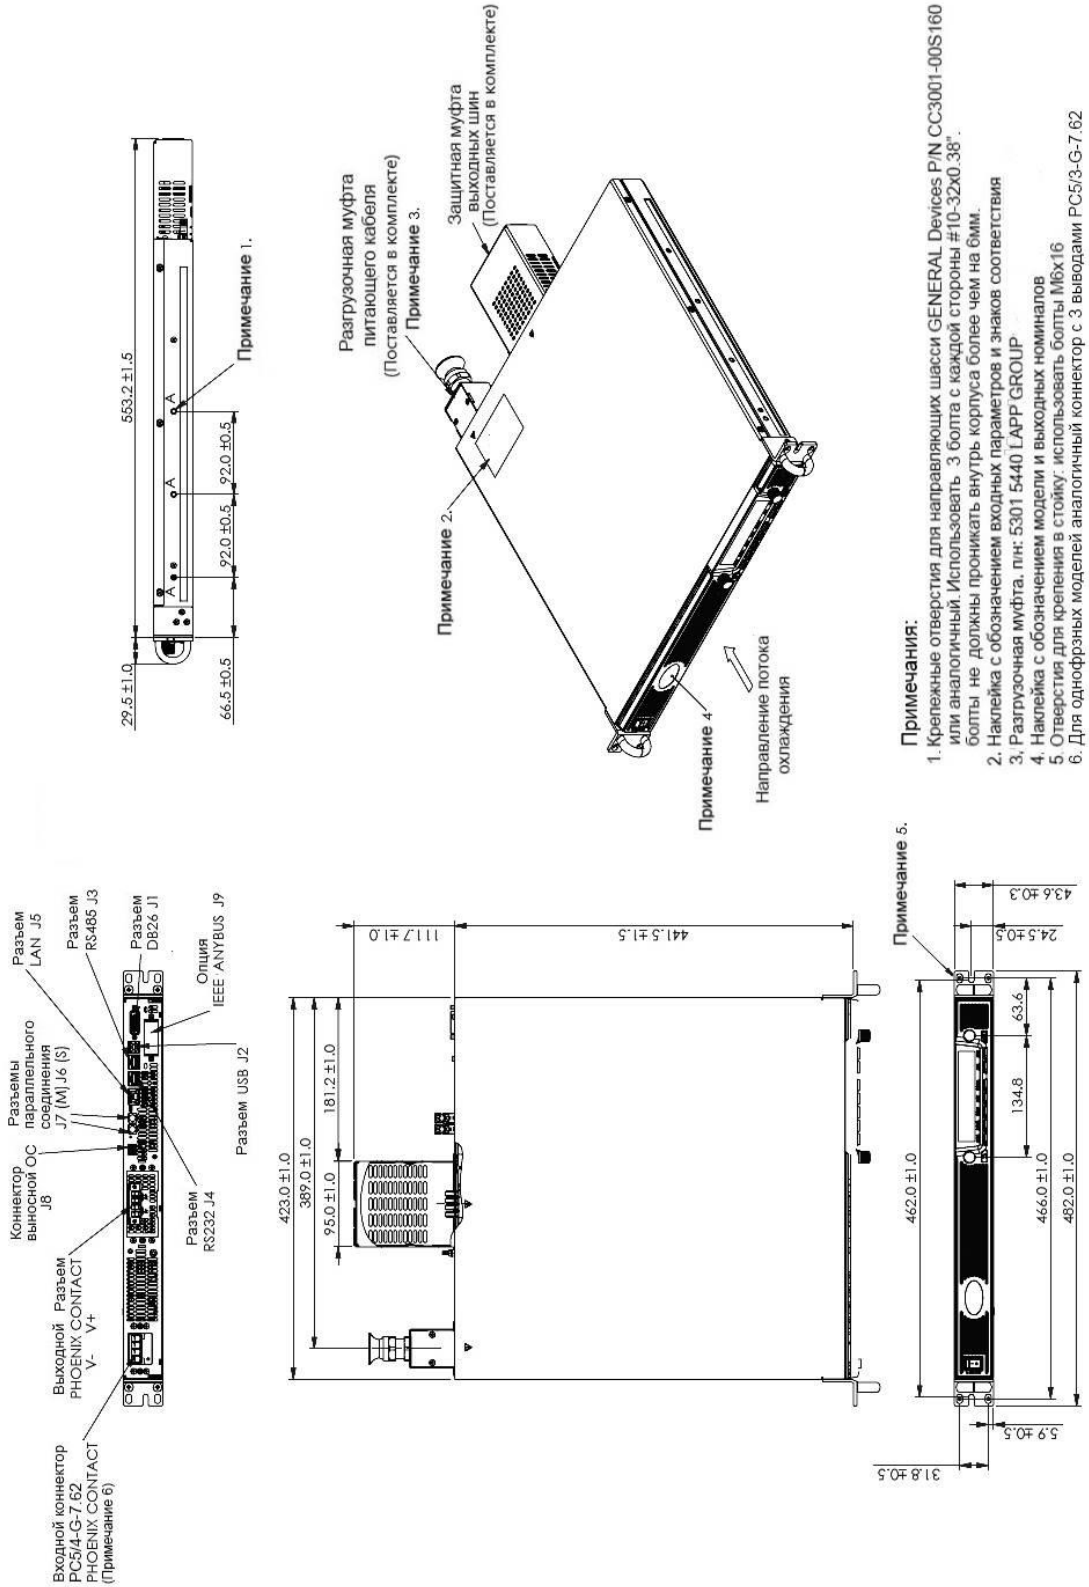 Входной коннектор
PC5/4-G-7.62
PHOENIX CONTACT
(Примечание 6)
Выходной Разъем
PHOENIX CONTACT
V- V+
Коннектор
выносной ОС
J8
Разъемы
параллельного
соединения
J7 (M) J6 (S)
Разъем
LAN J5
Разъем
RS485 J3
Разъем
DB26 J1
Опция
IEEE ANYBUS J9
Разъем USB J2
Разъем
RS232 J4
29.5 ±1.0
553.2 ±1.5
A
A
A
66.5 ±0.5
92.0 ±0.5
92.0 ±0.5
Примечание 1.
423.0 ±1.0
389.0 ±1.0
95.0 ±1.0
181.2 ±1.0
111.7 ±1.0
441.5 ±1.5
Разгрузочная муфта
питающего кабеля
(Поставляется в комплекте)
Примечание 3.
Защитная муфта
выходных шин
(Поставляется в комплекте)
Примечание 2.
Примечание 4
Направление потока
охлаждения
Примечание 5.
462.0 ±1.0
134.8
63.6
466.0 ±1.0
482.0 ±1.0
31.8 ±0.5
5.9 ±0.5
24.5 ±0.5
43.6 ±0.3
Примечания:
1. Крепежные отверстия для направляющих шасси GENERAL Devices P/N CC3001-00S160
или аналогичный. Использовать 3 болта с каждой стороны #10-32x0.38".
болты не должны проникать внутрь корпуса более чем на 6мм.
2. Наклейка с обозначением входных параметров и знаков соответствия
3, Разгрузочная муфта. п/н: 5301 5440 LAPP GROUP
4. Наклейка с обозначением модели и выходных номиналов
5 Отверстия для крепления в стойку: использовать болты M6x16
6. Для однофрзных моделей аналогичный коннектор с 3 выводами PC5/3-G-7.62